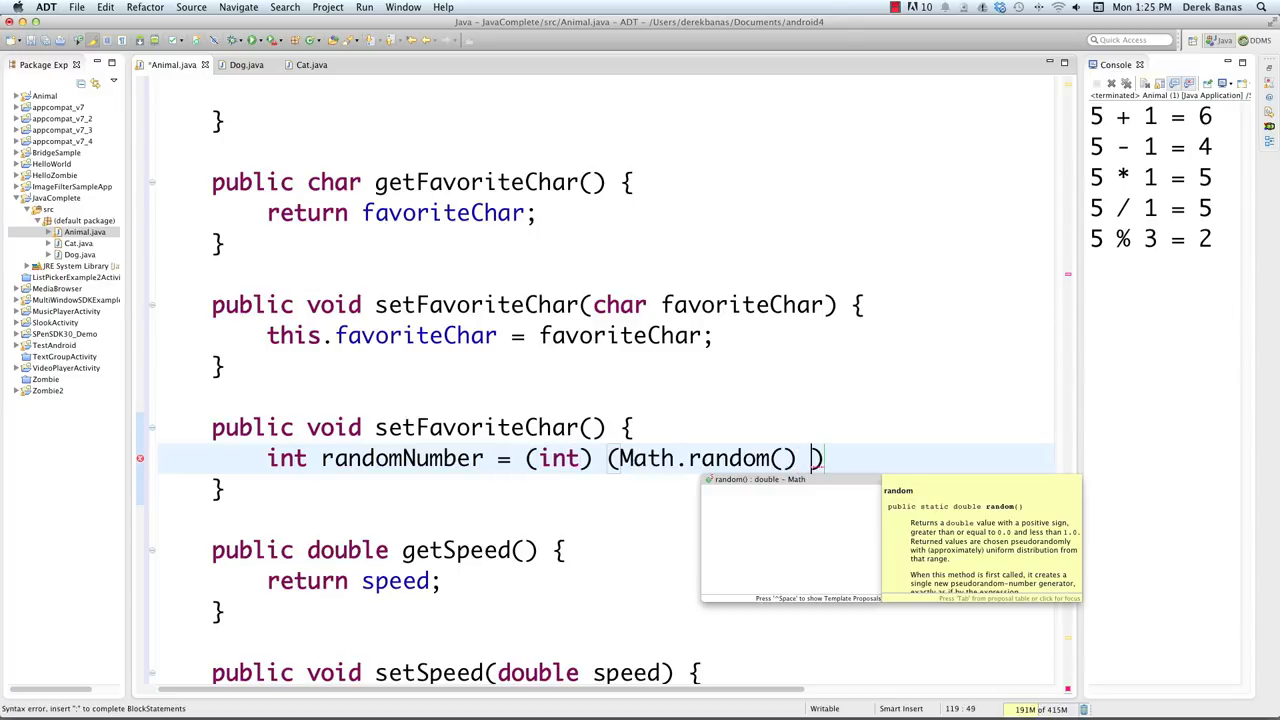 ADT File Edit Refactor Source Navigate Search Project Run Window Help
10 Mon 1:25 PM Derek Banas
Java – JavaComplete/src/Animal.java – ADT – /Users/derekbanas/Documents/android4
Quick Access
Java
DDMS
Package Exp
*Animal.java
Dog.java
Cat.java
Console
<terminated> Animal (1) [Java Application] /S
Animal
appcompat_v7
appcompat_v7_2
appcompat_v7_3
appcompat_v7_4
BridgeSample
HelloWorld
HelloZombie
ImageFilterSampleApp
JavaComplete
src
(default package)
Animal.java
Cat.java
Dog.java
JRE System Library [Ja
ListPickerExample2Activi
MediaBrowser
MultiWindowSDKExample
MusicPlayerActivity
SlookActivity
SPenSDK30_Demo
TestAndroid
TextGroupActivity
VideoPlayerActivity
Zombie
Zombie2
}
public char getFavoriteChar() {
return favoriteChar;
}
public void setFavoriteChar(char favoriteChar) {
this.favoriteChar = favoriteChar;
}
public void setFavoriteChar() {
int randomNumber = (int) (Math.random() )
}
public double getSpeed() {
return speed;
}
public void setSpeed(double speed) {
random() : double - Math
Press '^Space' to show Template Proposals
random
public static double random()
Returns a double value with a positive sign,
greater than or equal to 0.0 and less than 1.0.
Returned values are chosen pseudorandomly
with (approximately) uniform distribution from
that range.
When this method is first called, it creates a
single new pseudorandom-number generator,
exactly as if by the expression
Press 'Tab' from proposal table or click for focus
5 + 1 = 6
5 - 1 = 4
5 * 1 = 5
5 / 1 = 5
5 % 3 = 2
Syntax error, insert ";" to complete BlockStatements
Writable
Smart Insert
119 : 49
191M of 415M